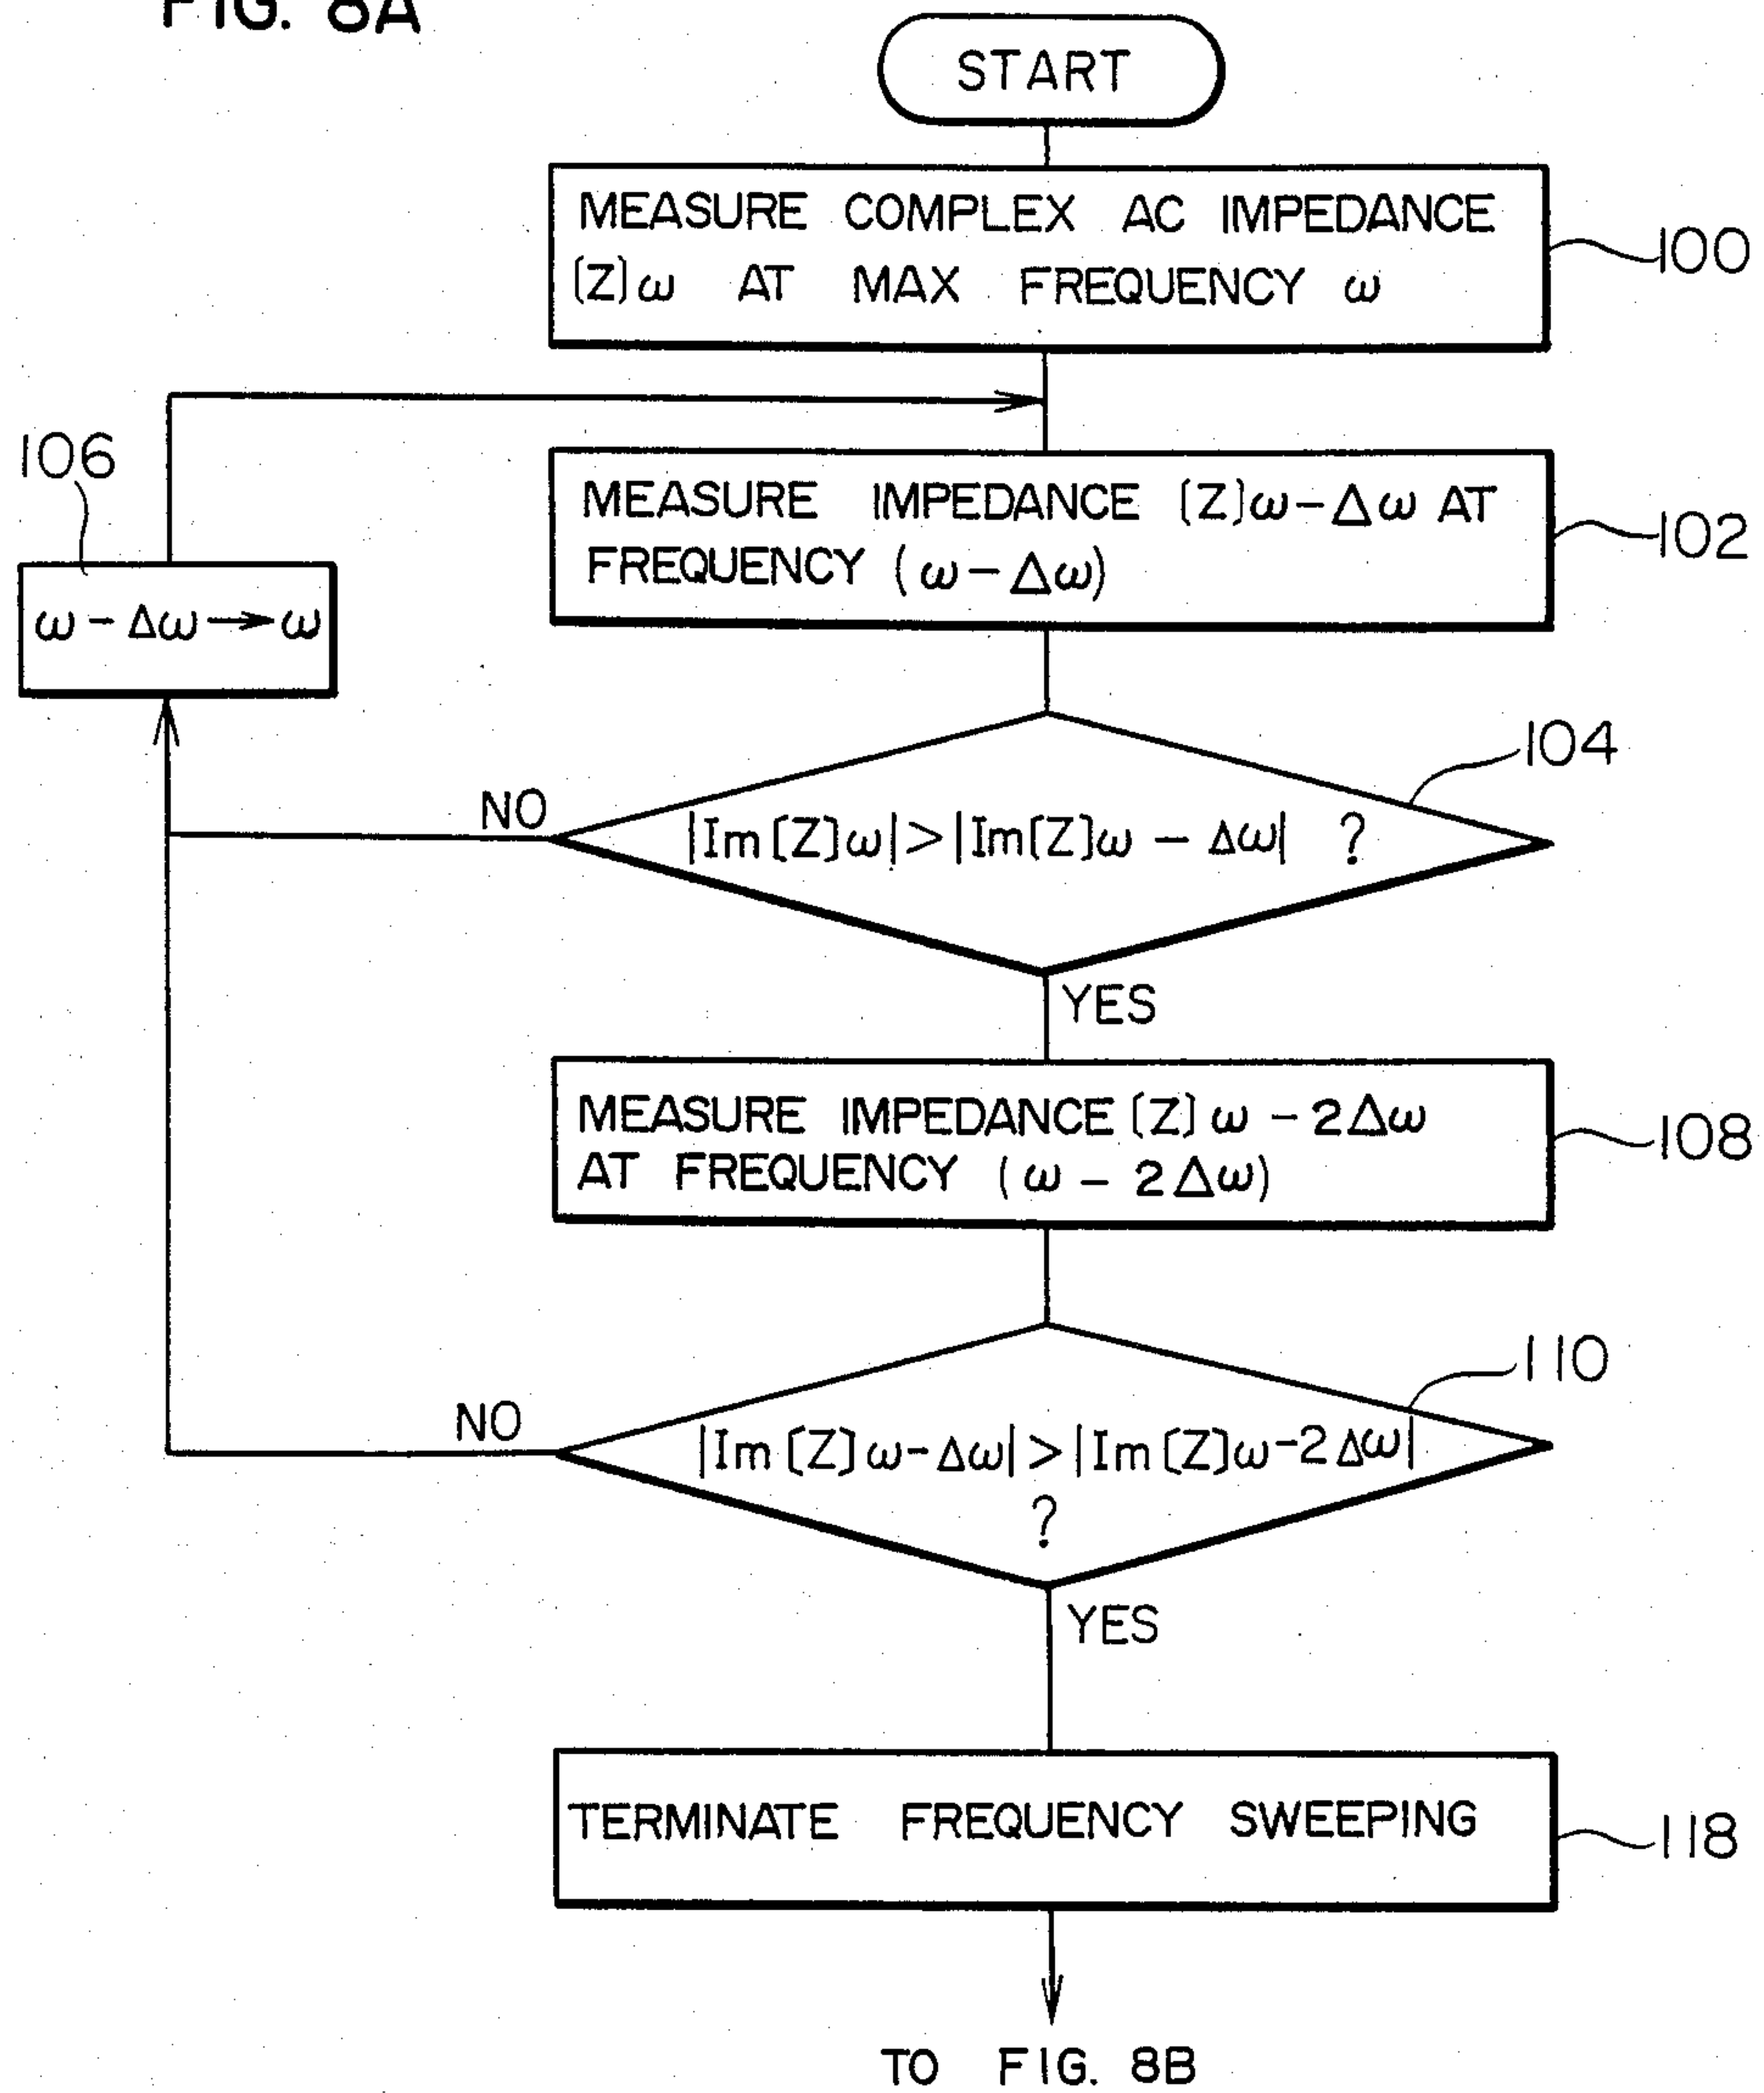 FIG. 8A
START
MEASURE COMPLEX AC IMPEDANCE
[Z]ω AT MAX FREQUENCY ω
100
106
MEASURE IMPEDANCE [Z]ω-Δω AT
FREQUENCY (ω-Δω)
102
ω-Δω→ω
104
NO
|Im[Z]ω|>|Im[Z]ω - Δω| ?
YES
MEASURE IMPEDANCE [Z] ω - 2Δω
AT FREQUENCY (ω - 2Δω)
108
110
NO
|Im[Z]ω-Δω|>|Im[Z]ω-2Δω|
?
YES
TERMINATE FREQUENCY SWEEPING
118
TO FIG. 8B